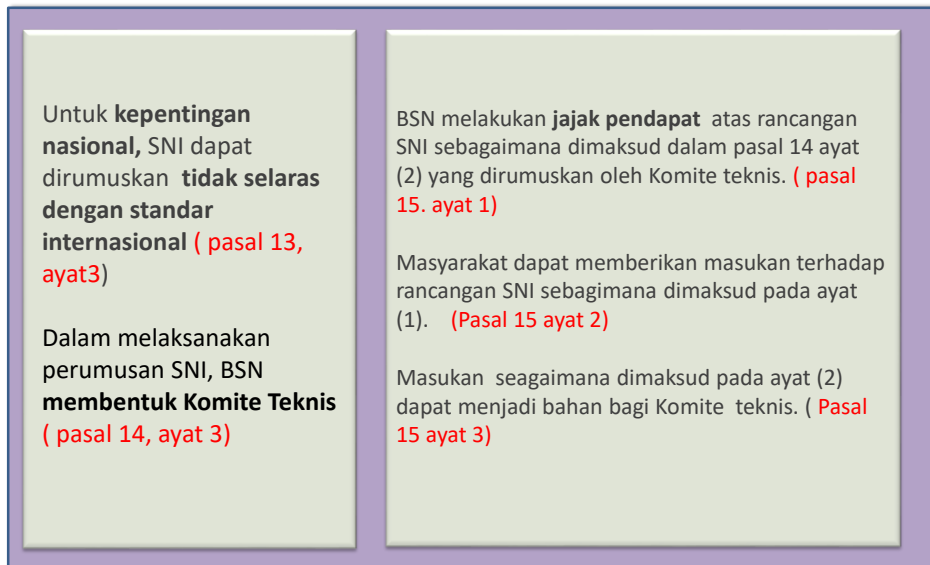 Untuk kepentingan
nasional, SNI dapat
dirumuskan tidak selaras
dengan standar
internasional ( pasal 13,
ayat3)
Dalam melaksanakan
perumusan SNI, BSN
membentuk Komite Teknis
( pasal 14, ayat 3)
BSN melakukan jajak pendapat atas rancangan
SNI sebagaimana dimaksud dalam pasal 14 ayat
(2) yang dirumuskan oleh Komite teknis. ( pasal
15. ayat 1)
Masyarakat dapat memberikan masukan terhadap
rancangan SNI sebagimana dimaksud pada ayat
(1). (Pasal 15 ayat 2)
Masukan seagaimana dimaksud pada ayat (2)
dapat menjadi bahan bagi Komite teknis. ( Pasal
15 ayat 3)